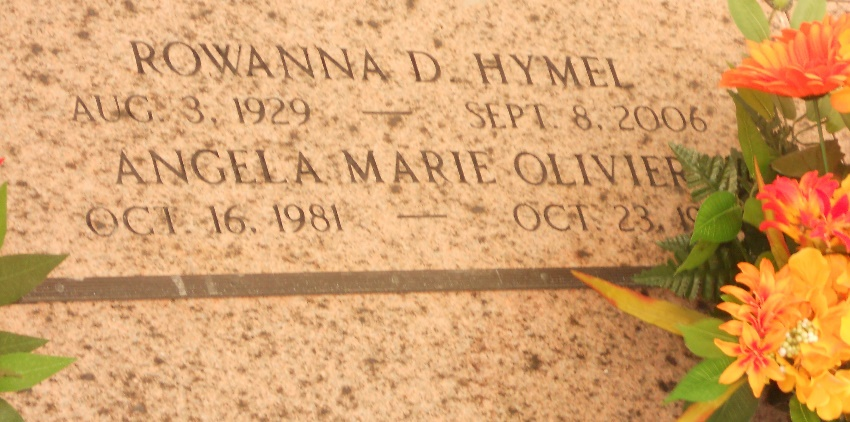 ROWANNA D. HYMEL
AUG. 3, 1929 — SEPT. 8, 2006
ANGELA MARIE OLIVIER
OCT. 16, 1981 — OCT. 23,